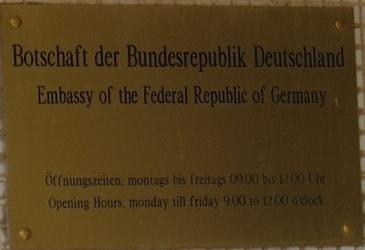 Botschaft der Bundesrepublik Deutschland
Embassy of the Federal Republic of Germany
Öffnungszeiten: montags bis freitags 09.00 bis 12.00 Uhr
Opening Hours: monday till friday 9.00 to 12.00 o'clock